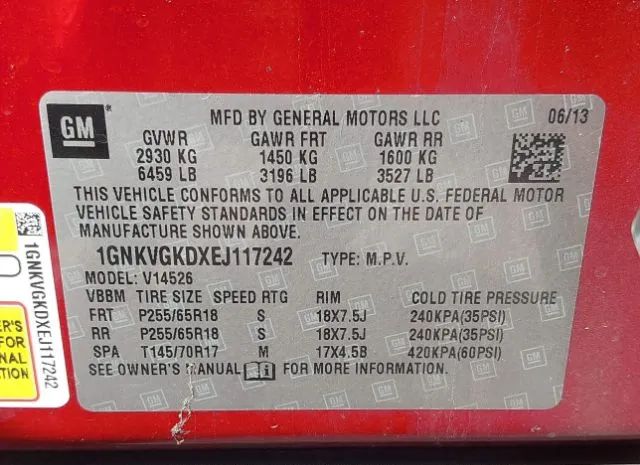 GM
MFD BY GENERAL MOTORS LLC 06/13
GVWR GAWR FRT GAWR RR
2930 KG 1450 KG 1600 KG
6459 LB 3196 LB 3527 LB
THIS VEHICLE CONFORMS TO ALL APPLICABLE U.S. FEDERAL MOTOR
VEHICLE SAFETY STANDARDS IN EFFECT ON THE DATE OF
MANUFACTURE SHOWN ABOVE.
1GNKVGKDXEJ117242 TYPE: M.P.V.
MODEL: V14526
VBBM TIRE SIZE SPEED RTG RIM COLD TIRE PRESSURE
FRT P255/65R18 S 18X7.5J 240KPA(35PSI)
RR P255/65R18 S 18X7.5J 240KPA(35PSI)
SPA T145/70R17 M 17X4.5B 420KPA(60PSI)
SEE OWNER'S MANUAL FOR MORE INFORMATION.
1GNKVGKDXEJ117242